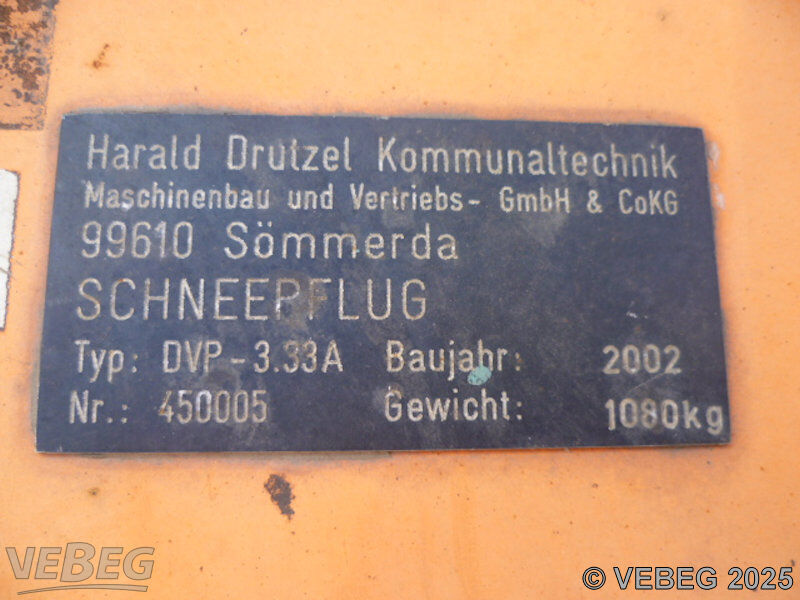 Harald Drutzel Kommunaltechnik
Maschinenbau und Vertriebs- GmbH & CoKG
99610 Sömmerda
SCHNEEPFLUG
Typ: DVP-3.33A Baujahr: 2002
Nr.: 450005 Gewicht: 1080kg
VEBEG
© VEBEG 2025